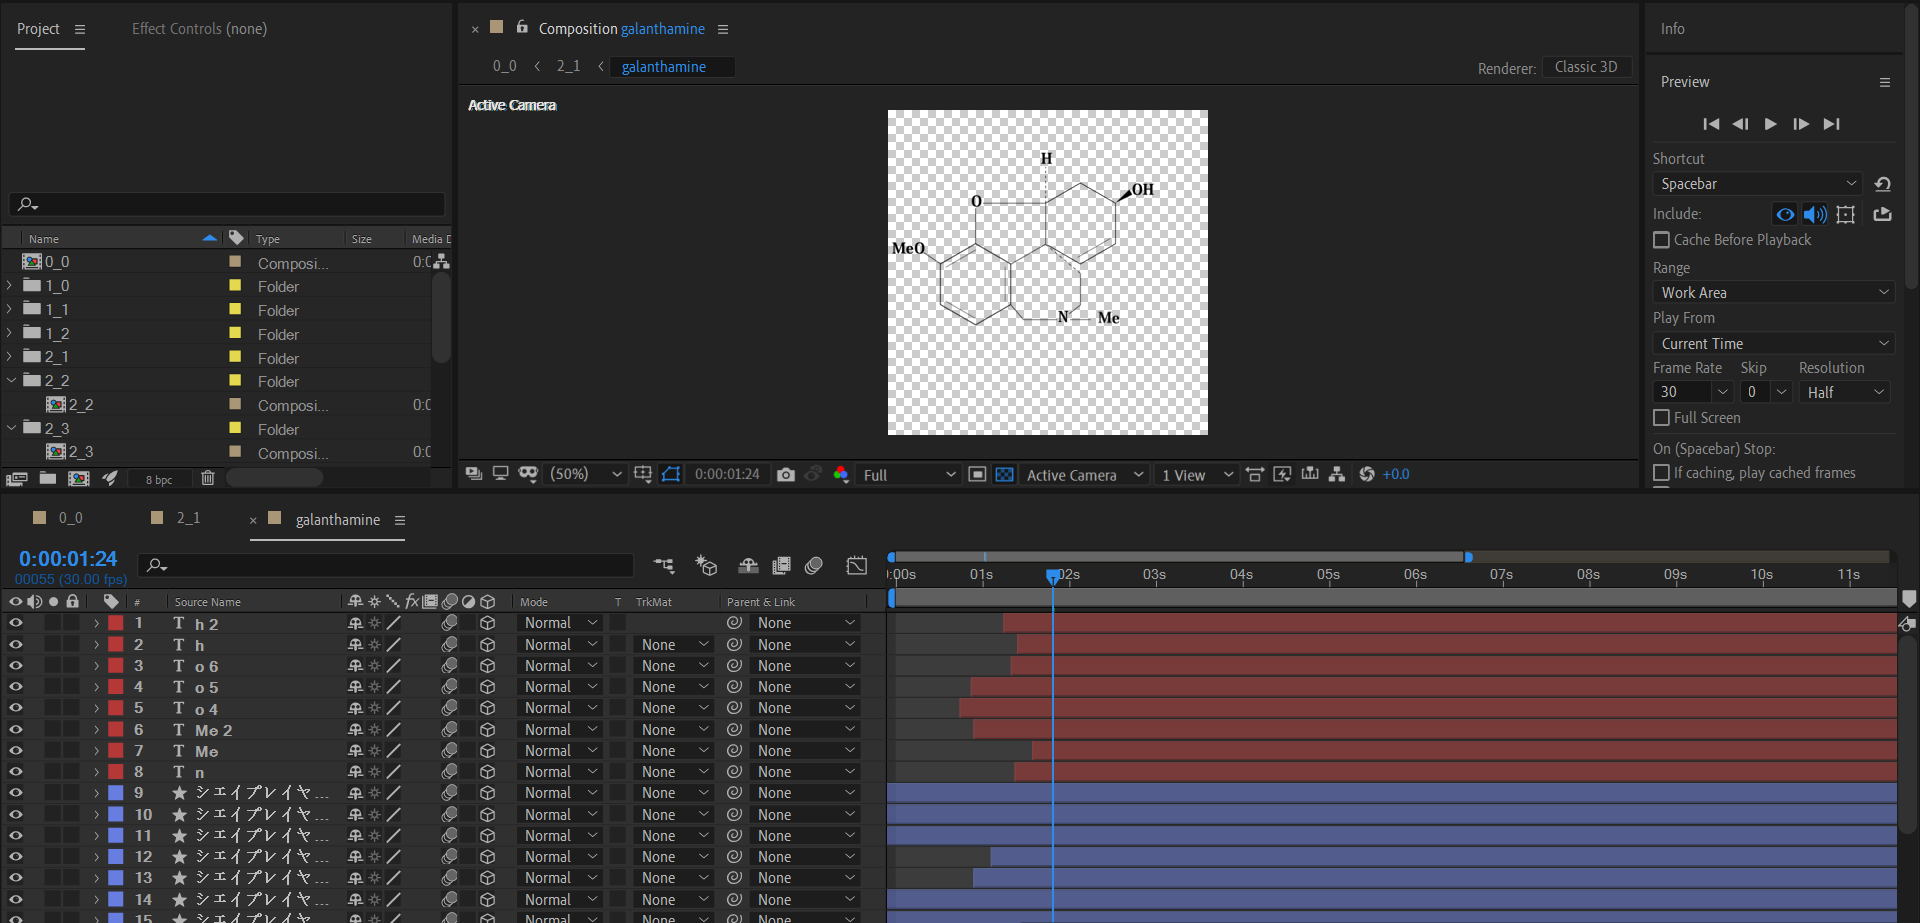 Project
Effect Controls (none)
Composition galanthamine
0_0 2_1 galanthamine
Renderer: Classic 3D
Active Camera
H
OH
O
MeO
N
Me
Name Type Size Media D
0_0 Composi... 0:0
1_0 Folder
1_1 Folder
1_2 Folder
2_1 Folder
2_2 Folder
2_2 Composi... 0:0
2_3 Folder
2_3 Composi... 0:0
8 bpc
(50%) 0:00:01:24 Full Active Camera 1 View +0.0
Info
Preview
Shortcut
Spacebar
Include:
Cache Before Playback
Range
Work Area
Play From
Current Time
Frame Rate Skip Resolution
30 0 Half
Full Screen
On (Spacebar) Stop:
If caching, play cached frames
0_0 2_1 galanthamine
0:00:01:24
00055 (30.00 fps)
:00s 01s 02s 03s 04s 05s 06s 07s 08s 09s 10s 11s
# Source Name fx Mode T TrkMat Parent & Link
1 T h 2 Normal None
2 T h Normal None None
3 T o 6 Normal None None
4 T o 5 Normal None None
5 T o 4 Normal None None
6 T Me 2 Normal None None
7 T Me Normal None None
8 T n Normal None None
9 シェイプレイヤ... Normal None None
10 シェイプレイヤ... Normal None None
11 シェイプレイヤ... Normal None None
12 シェイプレイヤ... Normal None None
13 シェイプレイヤ... Normal None None
14 シェイプレイヤ... Normal None None
15 シェイプレイヤ... Normal None None